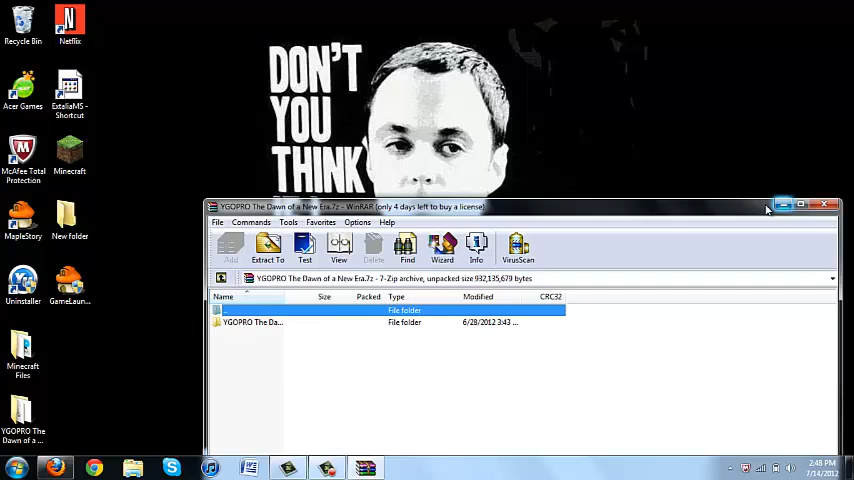 Recycle Bin
Netflix
Acer Games
ExtaliaMS -
Shortcut
McAfee Total
Protection
Minecraft
MapleStory
New folder
Uninstaller
GameLaun...
Minecraft
Files
YGOPRO The
Dawn of a ...
DON'T
YOU
THINK
YGOPRO The Dawn of a New Era.7z - WinRAR (only 4 days left to buy a license)
File Commands Tools Favorites Options Help
Add Extract To Test View Delete Find Wizard Info VirusScan
YGOPRO The Dawn of a New Era.7z - 7-Zip archive, unpacked size 932,135,679 bytes
Name Size Packed Type Modified CRC32
.. File folder
YGOPRO The Da... File folder 6/28/2012 3:43 ...
2:48 PM
7/14/2012